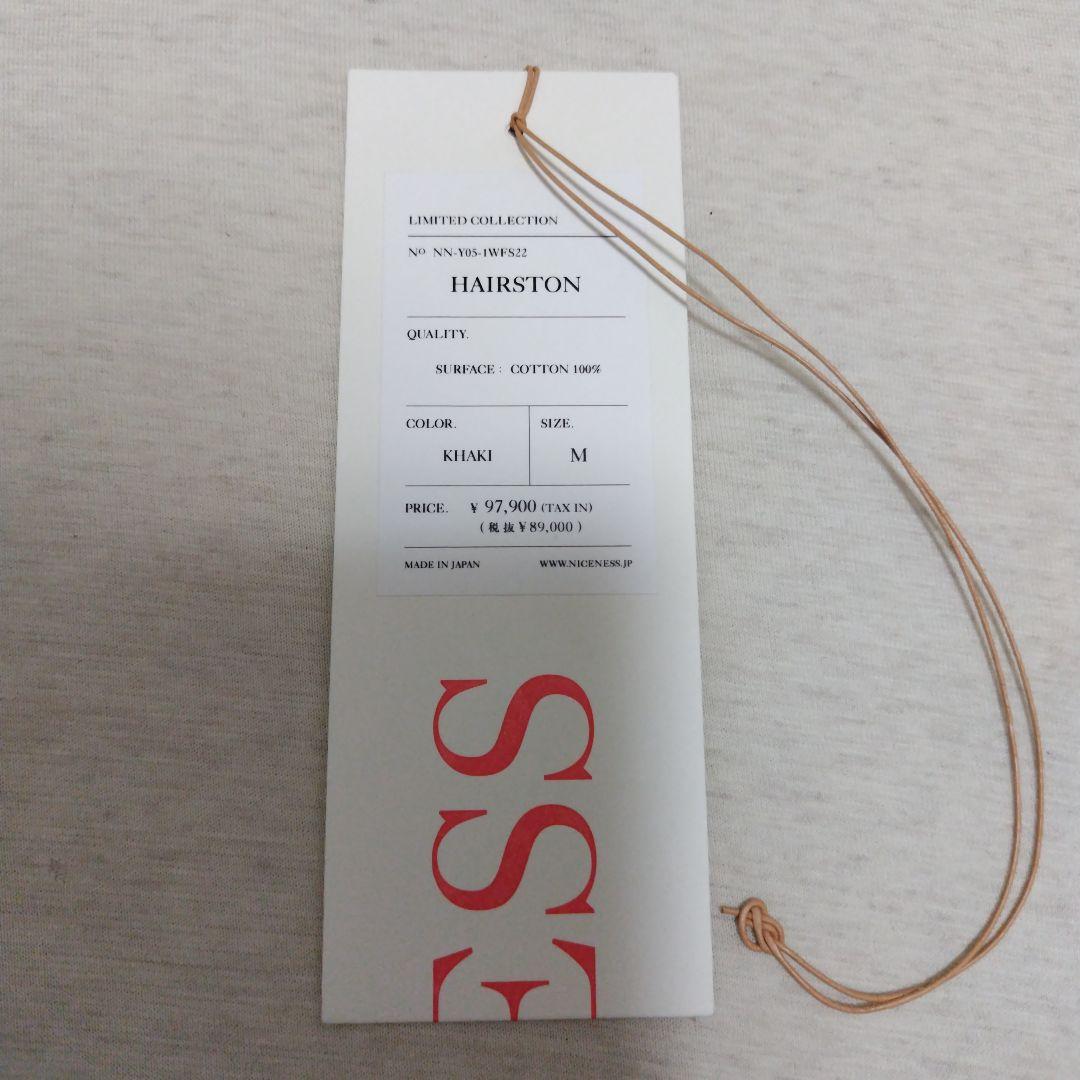 LIMITED COLLECTION
No NN-Y05-1WFS22
HAIRSTON
QUALITY.
SURFACE : COTTON 100%
COLOR. SIZE.
KHAKI M
PRICE. ¥ 97,900 (TAX IN)
( 税抜 ¥ 89,000 )
MADE IN JAPAN WWW.NICENESS.JP
ESS